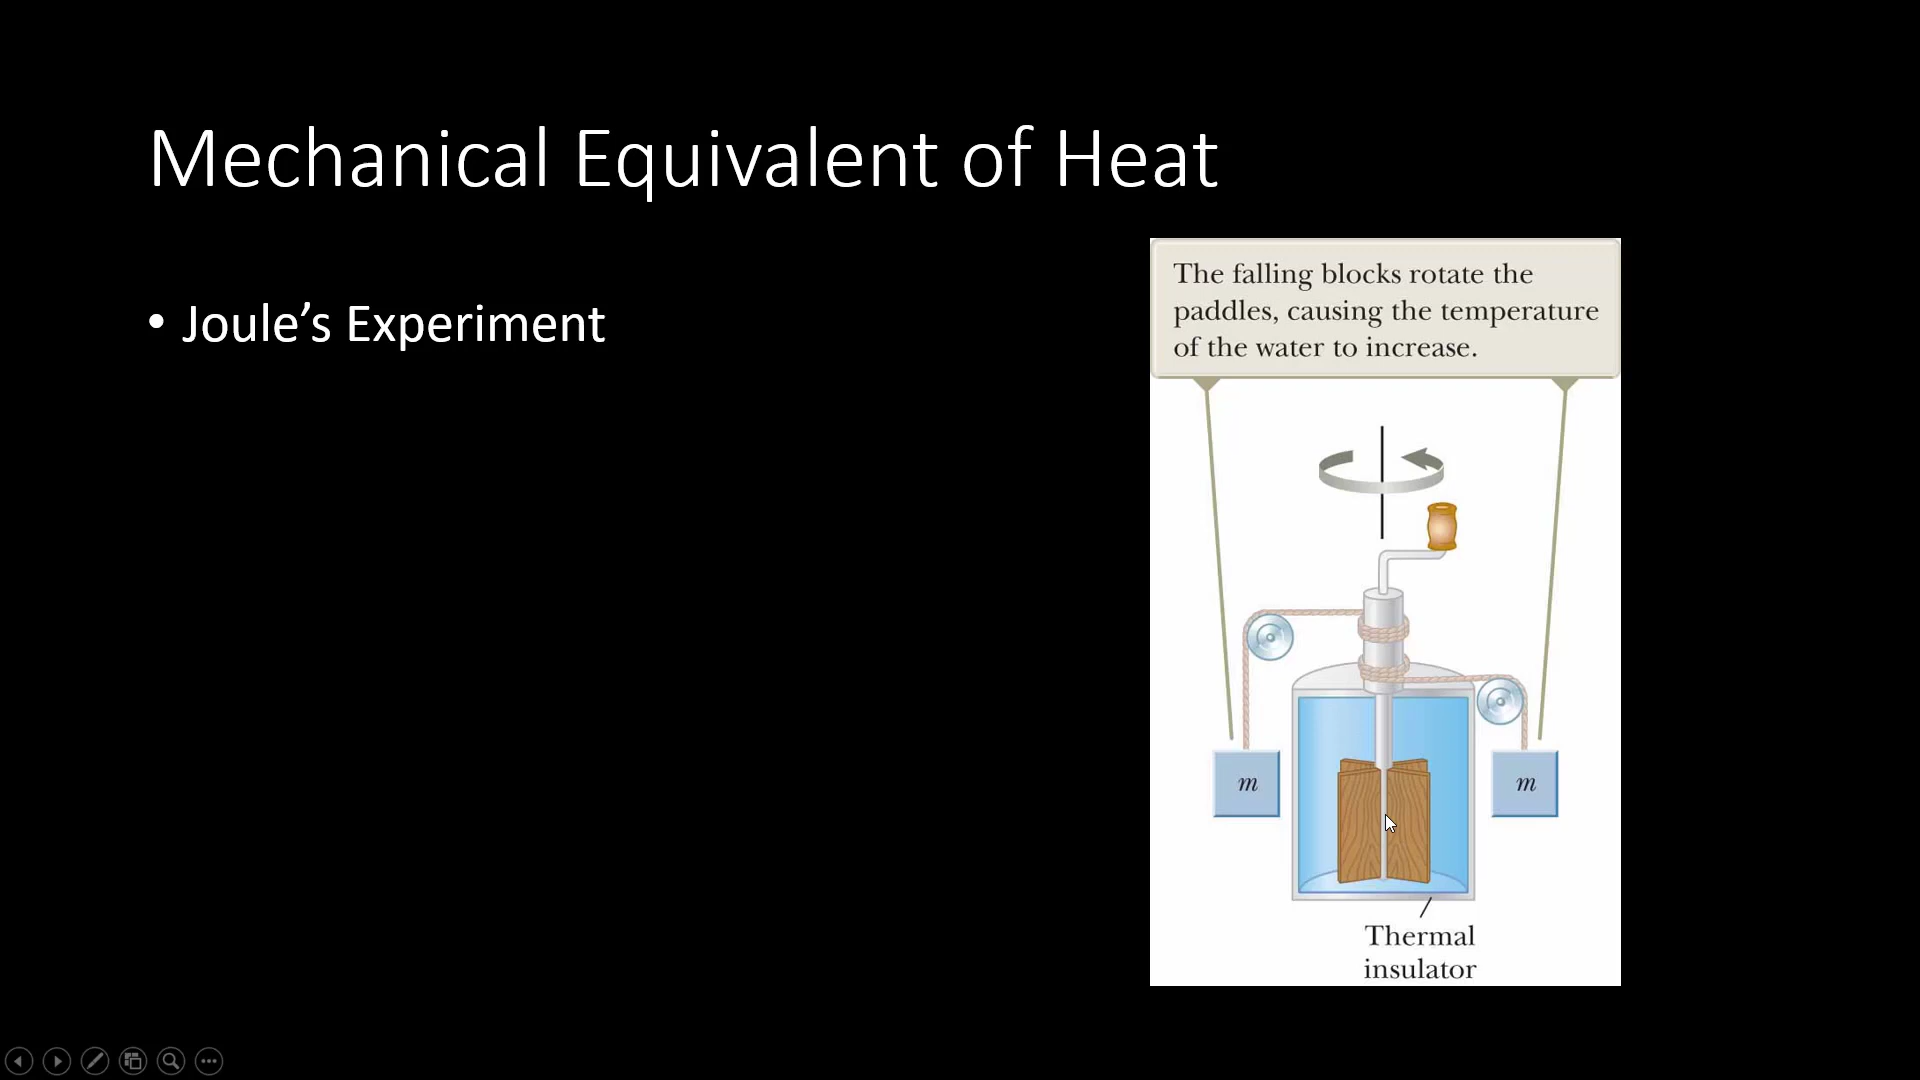 Mechanical Equivalent of Heat
• Joule’s Experiment
The falling blocks rotate the
paddles, causing the temperature
of the water to increase.
m
m
Thermal
insulator